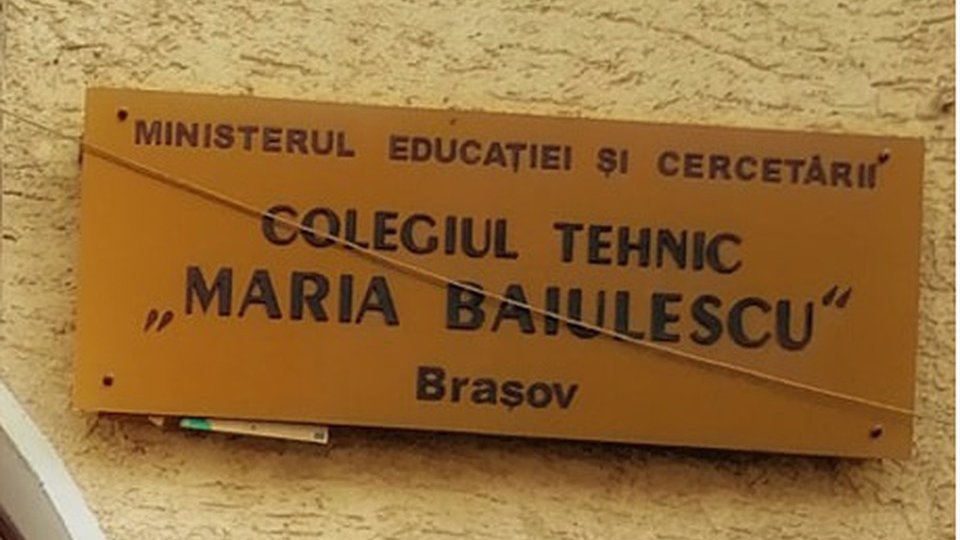 MINISTERUL EDUCAȚIEI ȘI CERCETĂRII
COLEGIUL TEHNIC
„MARIA BAIULESCU“
Brașov